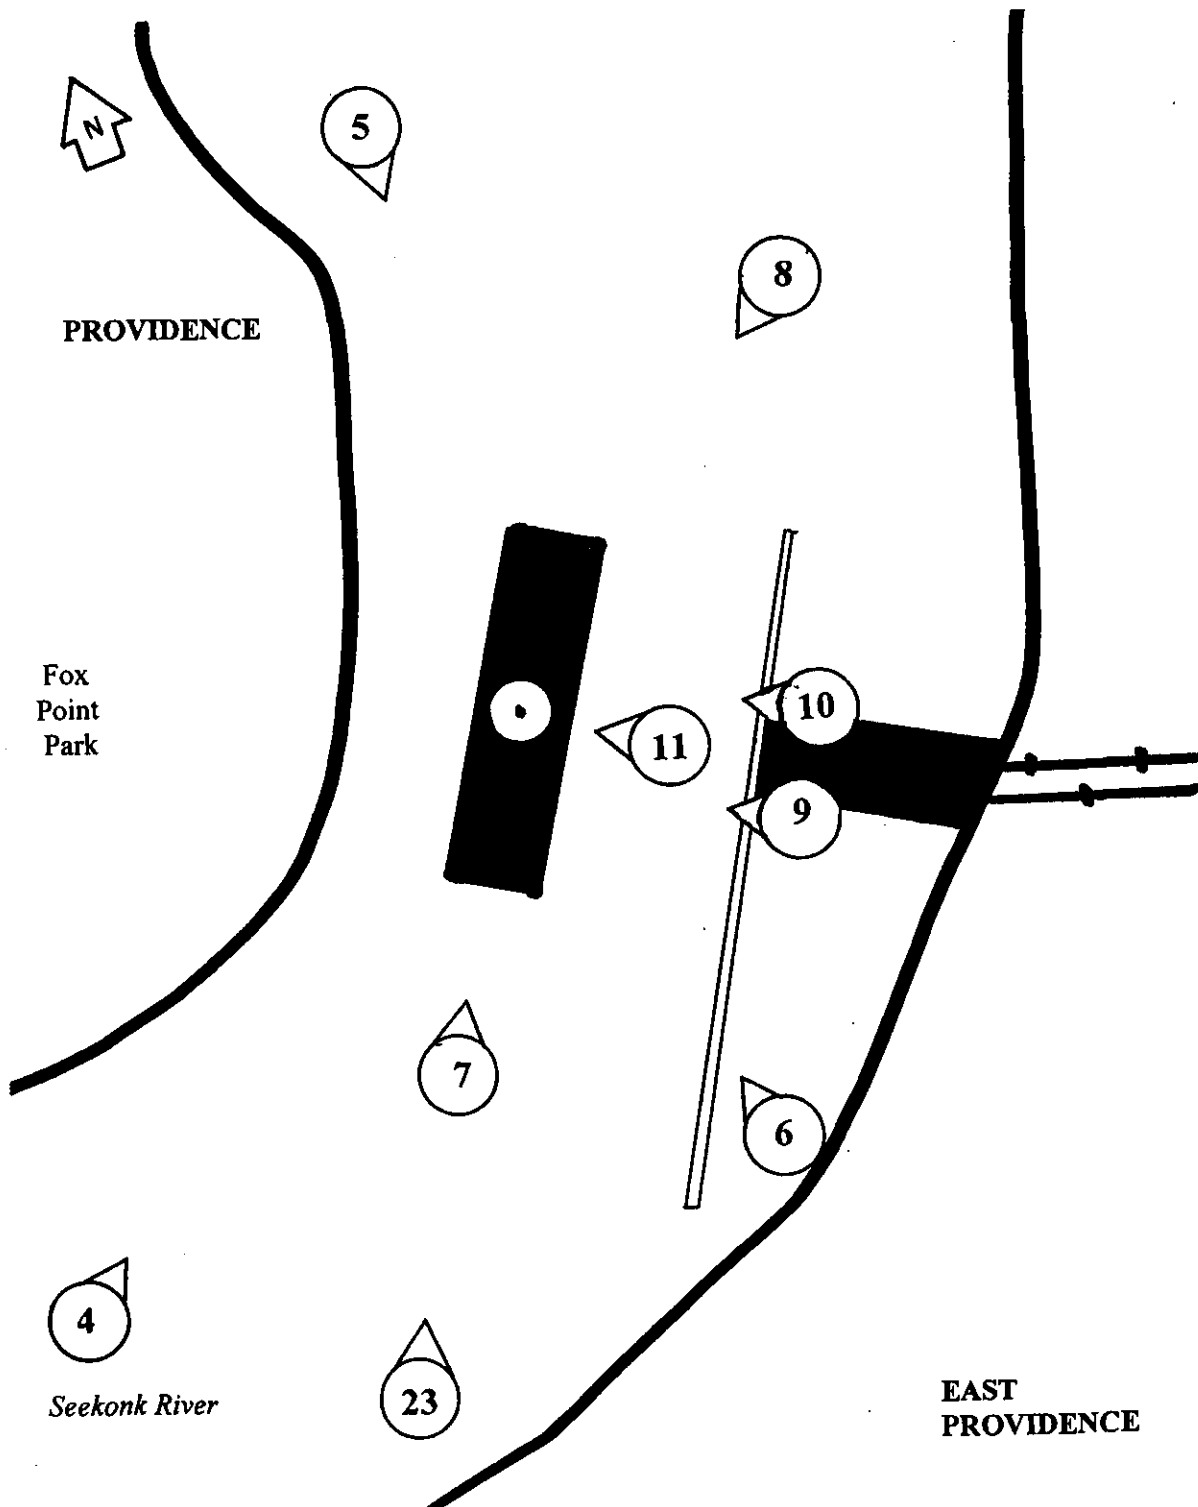 N
5
8
PROVIDENCE
Fox
Point
Park
10
11
9
7
6
4
23
Seekonk River
EAST
PROVIDENCE